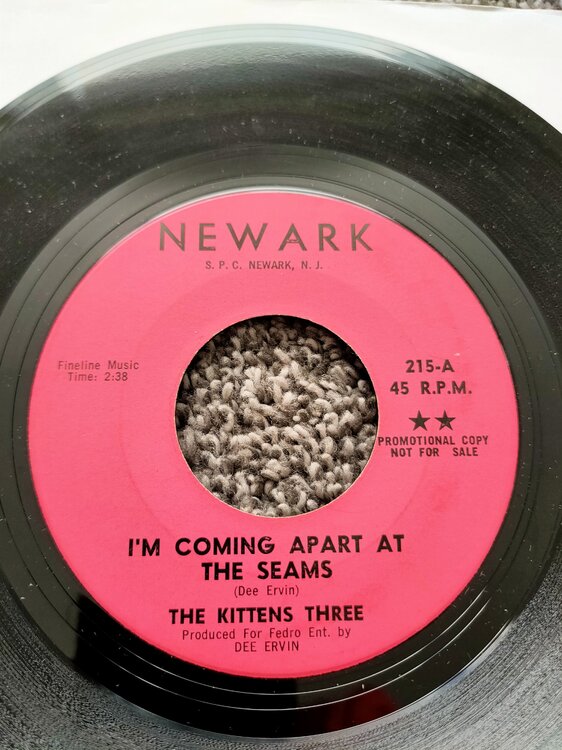 NEWARK
S. P. C. NEWARK, N. J.
Fineline Music
Time: 2:38
215-A
45 R.P.M.
★★
PROMOTIONAL COPY
NOT FOR SALE
I'M COMING APART AT
THE SEAMS
(Dee Ervin)
THE KITTENS THREE
Produced For Fedro Ent. by
DEE ERVIN